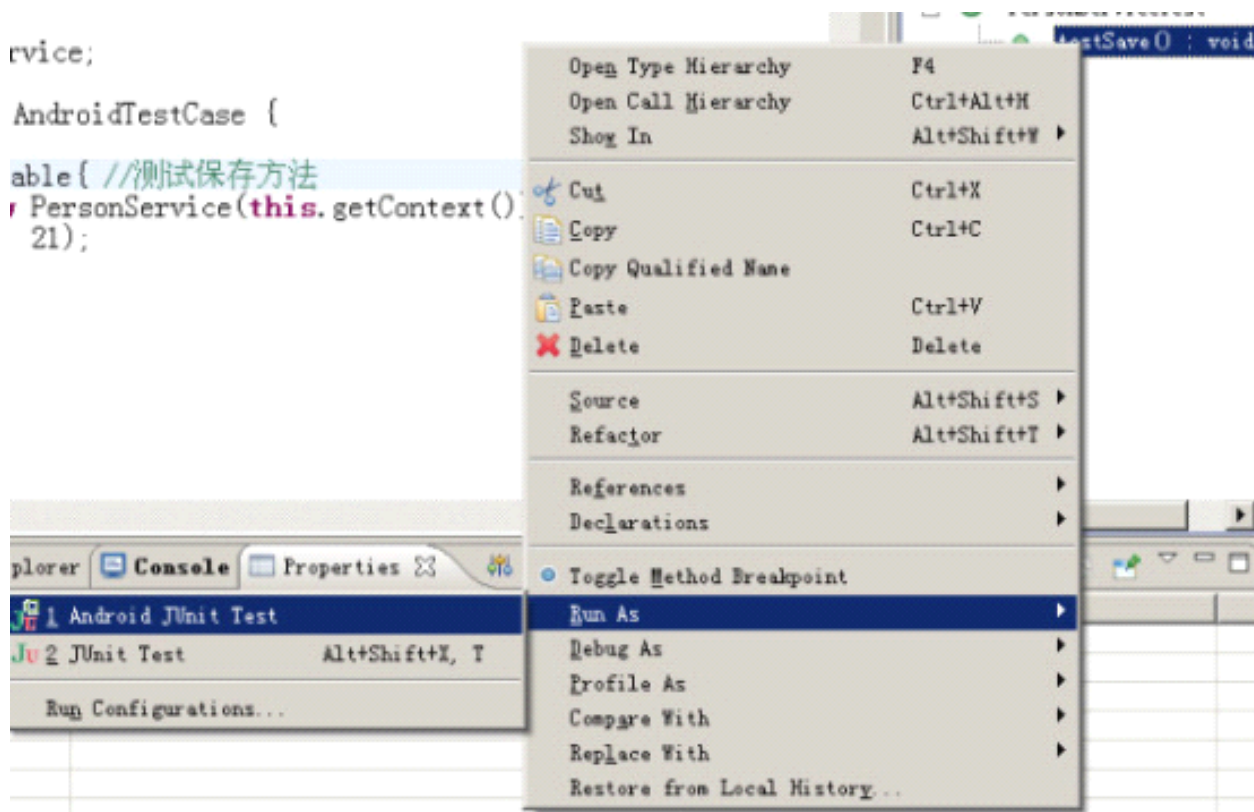 testSave() : void
rvice;
AndroidTestCase {
able{ //测试保存方法
PersonService(this.getContext()
21);
Open Type Hierarchy F4
Open Call Hierarchy Ctrl+Alt+H
Show In Alt+Shift+W
Cut Ctrl+X
Copy Ctrl+C
Copy Qualified Name
Paste Ctrl+V
Delete Delete
Source Alt+Shift+S
Refactor Alt+Shift+T
References
Declarations
Toggle Method Breakpoint
Run As
Debug As
Profile As
Compare With
Replace With
Restore from Local History...
plorer Console Properties
1 Android JUnit Test
2 JUnit Test Alt+Shift+X, T
Run Configurations...